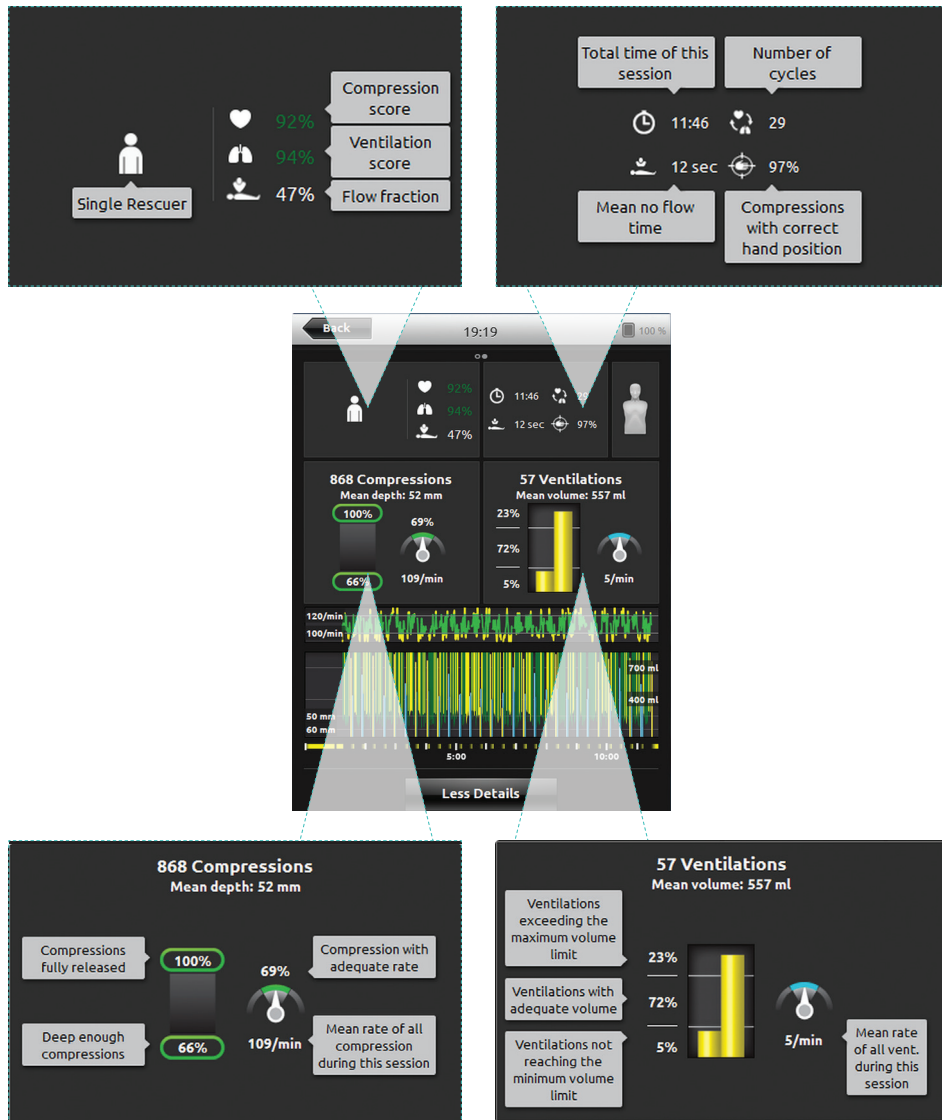 Compression
score
92%
94%
Ventilation
score
47%
Flow fraction
Single Rescuer
Total time of this
session
Number of
cycles
11:46
29
12 sec
97%
Mean no flow
time
Compressions
with correct
hand position
Back
19:19
100 %
92%
94%
47%
11:46
29
12 sec
97%
868 Compressions
Mean depth: 52 mm
100%
69%
66%
109/min
57 Ventilations
Mean volume: 557 ml
23%
72%
5%
5/min
120/min
100/min
700 ml
400 ml
50 mm
60 mm
5:00
10:00
Less Details
868 Compressions
Mean depth: 52 mm
Compressions
fully released
100%
69%
Compression with
adequate rate
Deep enough
compressions
66%
109/min
Mean rate of all
compression
during this session
57 Ventilations
Mean volume: 557 ml
Ventilations
exceeding the
maximum volume
limit
23%
Ventilations with
adequate volume
72%
Ventilations not
reaching the
minimum volume
limit
5%
5/min
Mean rate
of all vent.
during this
session